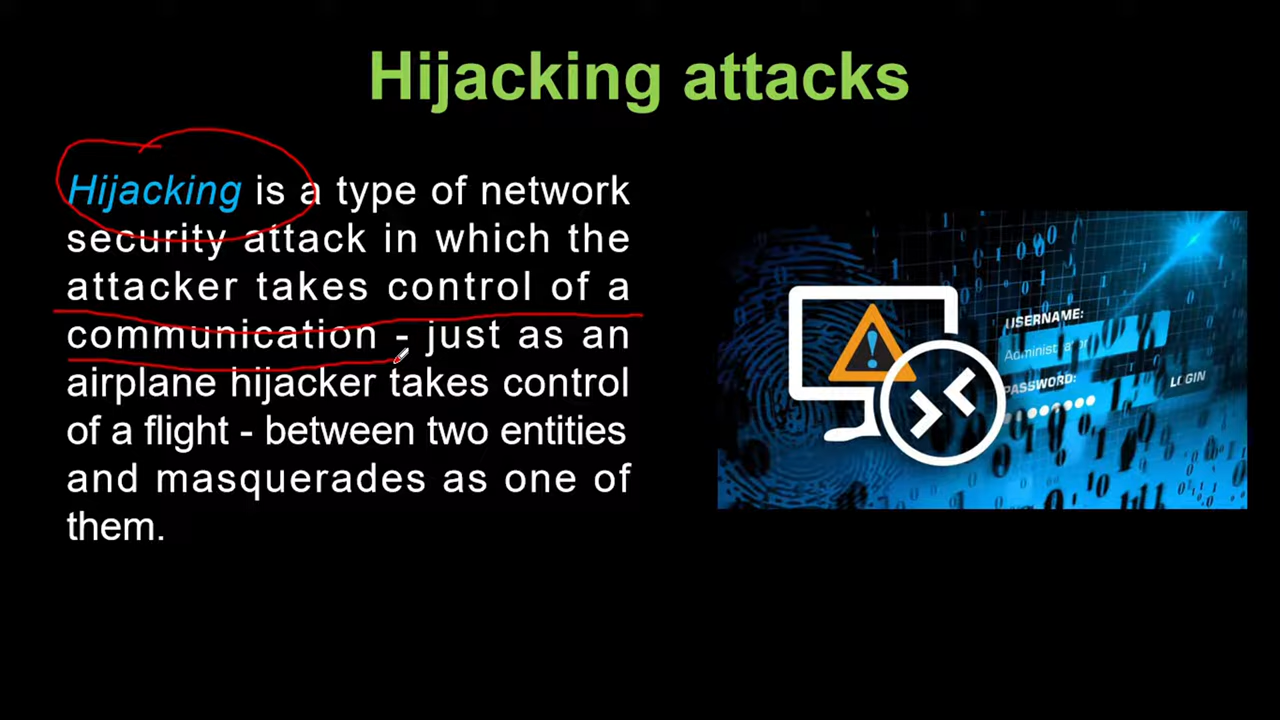 Hijacking attacks
Hijacking is a type of network
security attack in which the
attacker takes control of a
communication - just as an
airplane hijacker takes control
of a flight - between two entities
and masquerades as one of
them.
USERNAME:
PASSWORD:
LOGIN